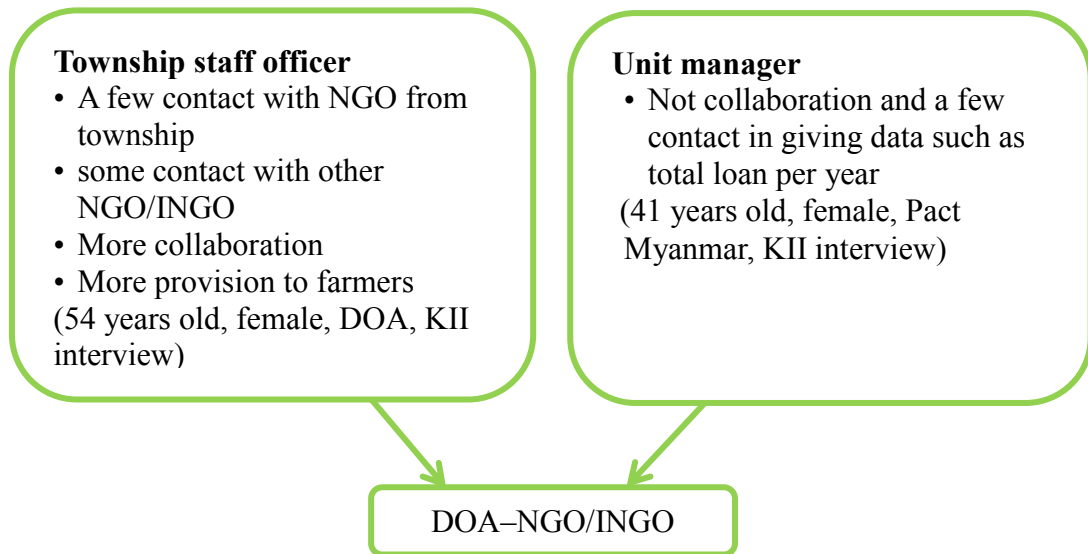 Township staff officer
• A few contact with NGO from
township
• some contact with other
NGO/INGO
• More collaboration
• More provision to farmers
(54 years old, female, DOA, KII
interview)
Unit manager
• Not collaboration and a few
contact in giving data such as
total loan per year
(41 years old, female, Pact
Myanmar, KII interview)
DOA–NGO/INGO